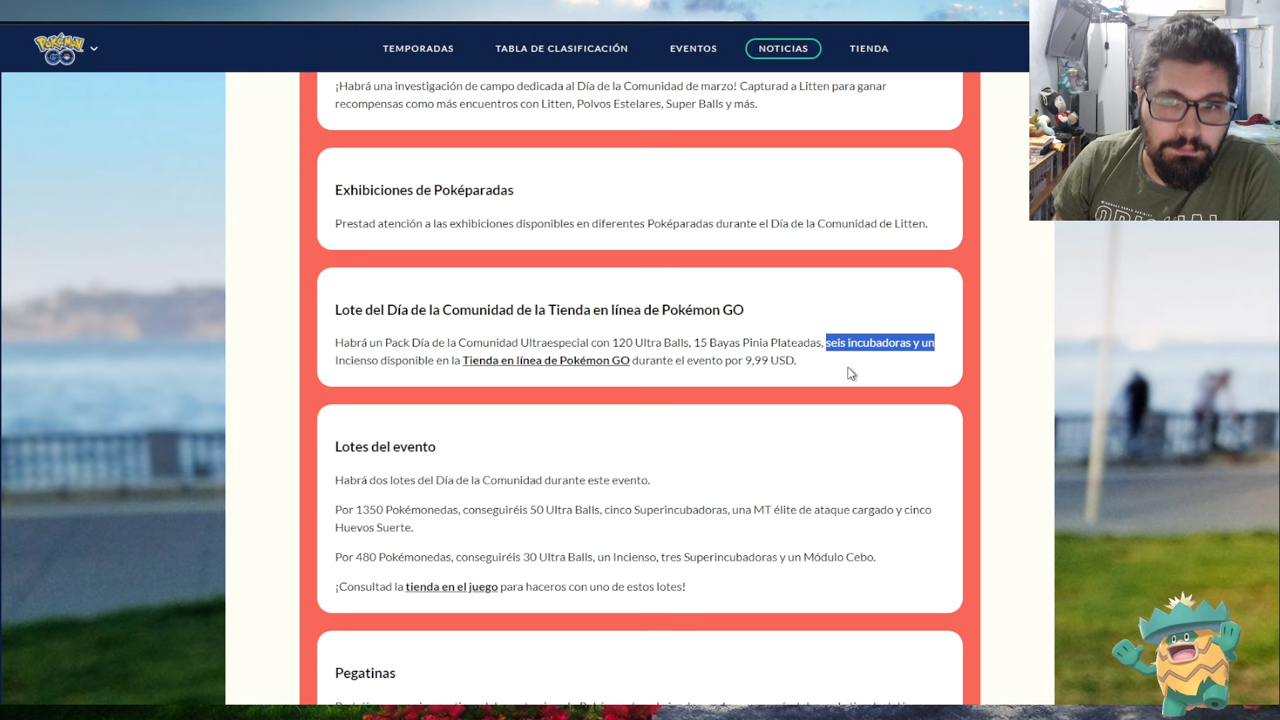 POKÉMON GO
TEMPORADAS
TABLA DE CLASIFICACIÓN
EVENTOS
NOTICIAS
TIENDA
¡Habrá una investigación de campo dedicada al Día de la Comunidad de marzo! Capturad a Litten para ganar
recompensas como más encuentros con Litten, Polvos Estelares, Super Balls y más.
Exhibiciones de Poképaradas
Prestad atención a las exhibiciones disponibles en diferentes Poképaradas durante el Día de la Comunidad de Litten.
Lote del Día de la Comunidad de la Tienda en línea de Pokémon GO
Habrá un Pack Día de la Comunidad Ultraespecial con 120 Ultra Balls, 15 Bayas Pinia Plateadas, seis incubadoras y un
Incienso disponible en la Tienda en línea de Pokémon GO durante el evento por 9,99 USD.
Lotes del evento
Habrá dos lotes del Día de la Comunidad durante este evento.
Por 1350 Pokémonedas, conseguiréis 50 Ultra Balls, cinco Superincubadoras, una MT élite de ataque cargado y cinco
Huevos Suerte.
Por 480 Pokémonedas, conseguiréis 30 Ultra Balls, un Incienso, tres Superincubadoras y un Módulo Cebo.
¡Consultad la tienda en el juego para haceros con uno de estos lotes!
Pegatinas